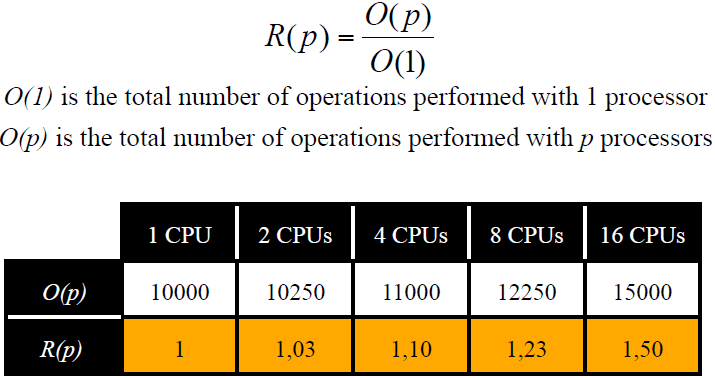 R(p) = O(p) / O(1)
O(1) is the total number of operations performed with 1 processor
O(p) is the total number of operations performed with p processors
1 CPU 2 CPUs 4 CPUs 8 CPUs 16 CPUs
O(p) 10000 10250 11000 12250 15000
R(p) 1 1,03 1,10 1,23 1,50